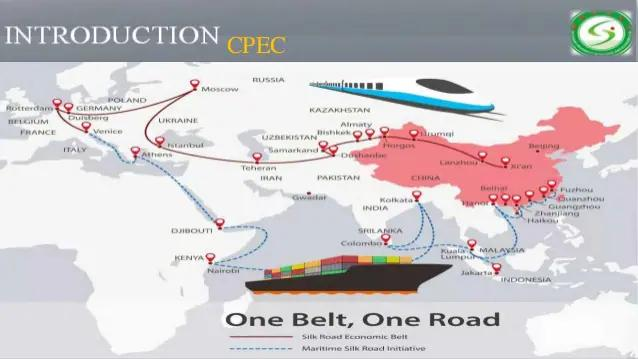 INTRODUCTION CPEC
RUSSIA
Moscow
POLAND
Rotterdam
GERMANY
Duisberg
BELGIUM
FRANCE
Venice
ITALY
UKRAINE
Istanbul
Athens
KAZAKHSTAN
Almaty
Bishkek
UZBEKISTAN
Samarkand
Urumqi
Horgos
Dushanbe
Teheran
IRAN
PAKISTAN
Gwadar
Beijing
Lanzhou
Xi'an
CHINA
Beihai
Fuzhou
Quanzhou
Guangzhou
Zhanjiang
Haikou
Hanoi
Kolkata
INDIA
DJIBOUTI
KENYA
Nairobi
SRILANKA
Colombo
Kuala
Lumpur
MALAYSIA
Jakarta
INDONESIA
One Belt, One Road
Silk Road Economic Belt
Maritime Silk Road Initiative